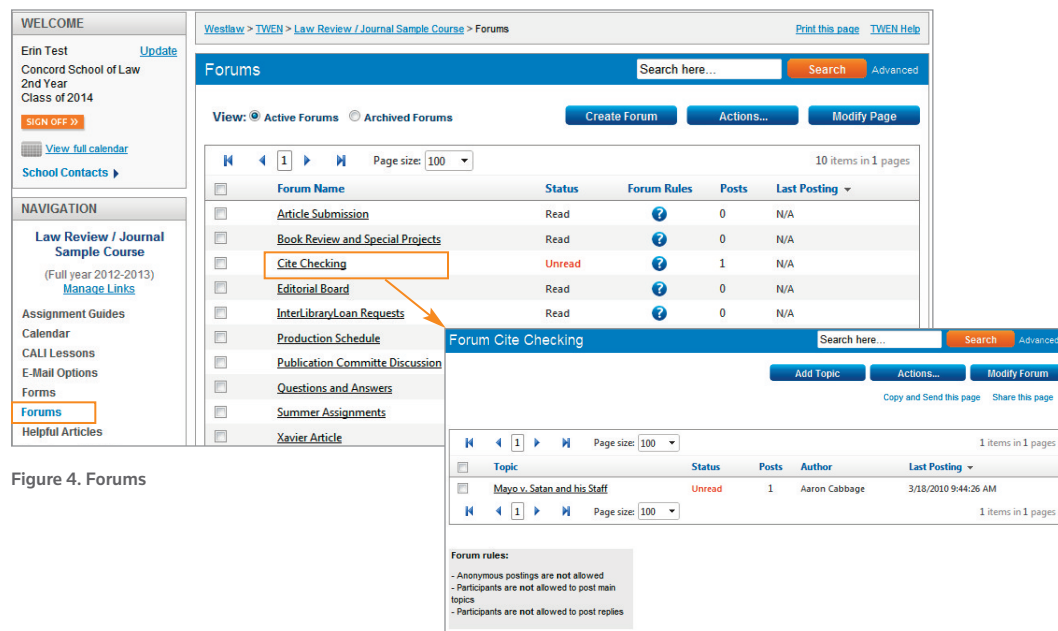 WELCOME
Erin Test Update
Concord School of Law
2nd Year
Class of 2014
SIGN OFF »
View full calendar
School Contacts
NAVIGATION
Law Review / Journal
Sample Course
(Full year 2012-2013)
Manage Links
Assignment Guides
Calendar
CALI Lessons
E-Mail Options
Forms
Forums
Helpful Articles
Westlaw > TWEN > Law Review / Journal Sample Course > Forums Print this page TWEN Help
Forums Search here... Search Advanced
View: Active Forums Archived Forums Create Forum Actions... Modify Page
1 Page size: 100 10 items in 1 pages
Forum Name Status Forum Rules Posts Last Posting
Article Submission Read ? 0 N/A
Book Review and Special Projects Read ? 0 N/A
Cite Checking Unread ? 1 N/A
Editorial Board Read ? 0 N/A
InterLibraryLoan Requests Read ? 0 N/A
Production Schedule
Publication Committe Discussion
Questions and Answers
Summer Assignments
Xavier Article
Forum Cite Checking Search here... Search Advanced
Add Topic Actions... Modify Forum
Copy and Send this page Share this page
1 Page size: 100 1 items in 1 pages
Topic Status Posts Author Last Posting
Mayo v. Satan and his Staff Unread 1 Aaron Cabbage 3/18/2010 9:44:26 AM
1 Page size: 100 1 items in 1 pages
Forum rules:
- Anonymous postings are not allowed
- Participants are not allowed to post main
topics
- Participants are not allowed to post replies
Figure 4. Forums